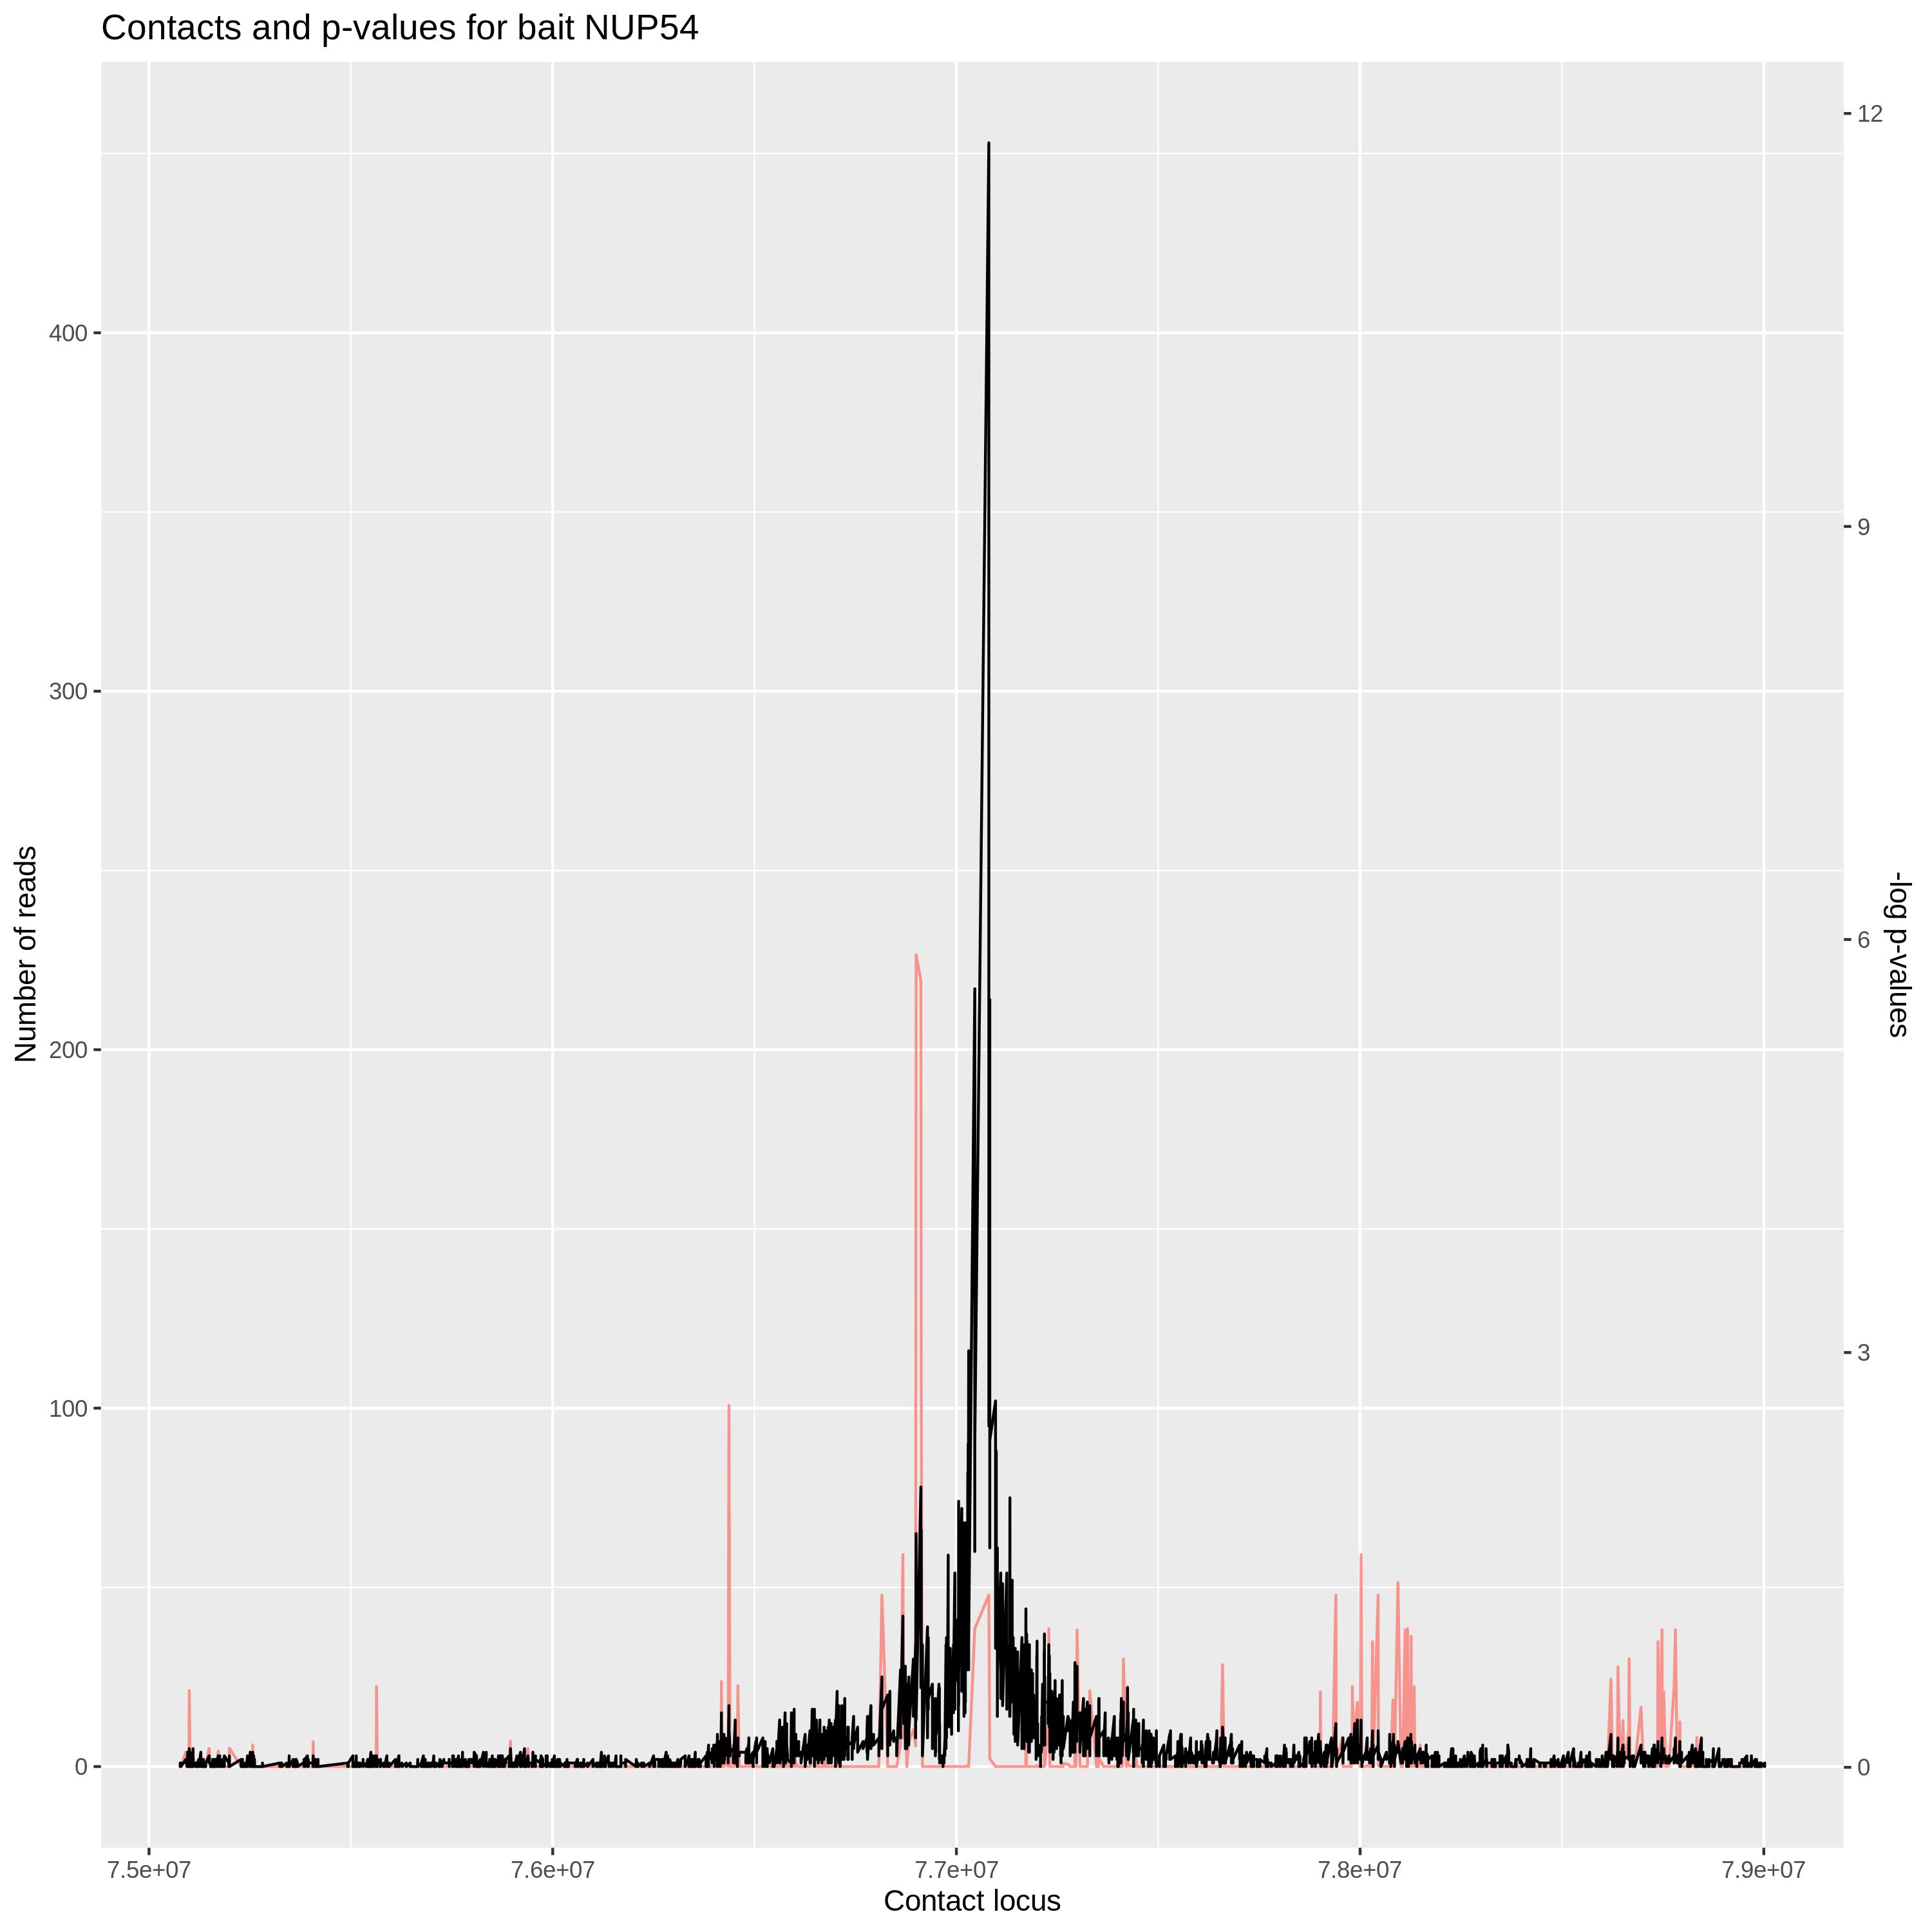 Contacts and p-values for bait NUP54
Number of reads
400
300
200
100
0
12
9
6
3
0
-log p-values
7.5e+07 7.6e+07 7.7e+07 7.8e+07 7.9e+07
Contact locus